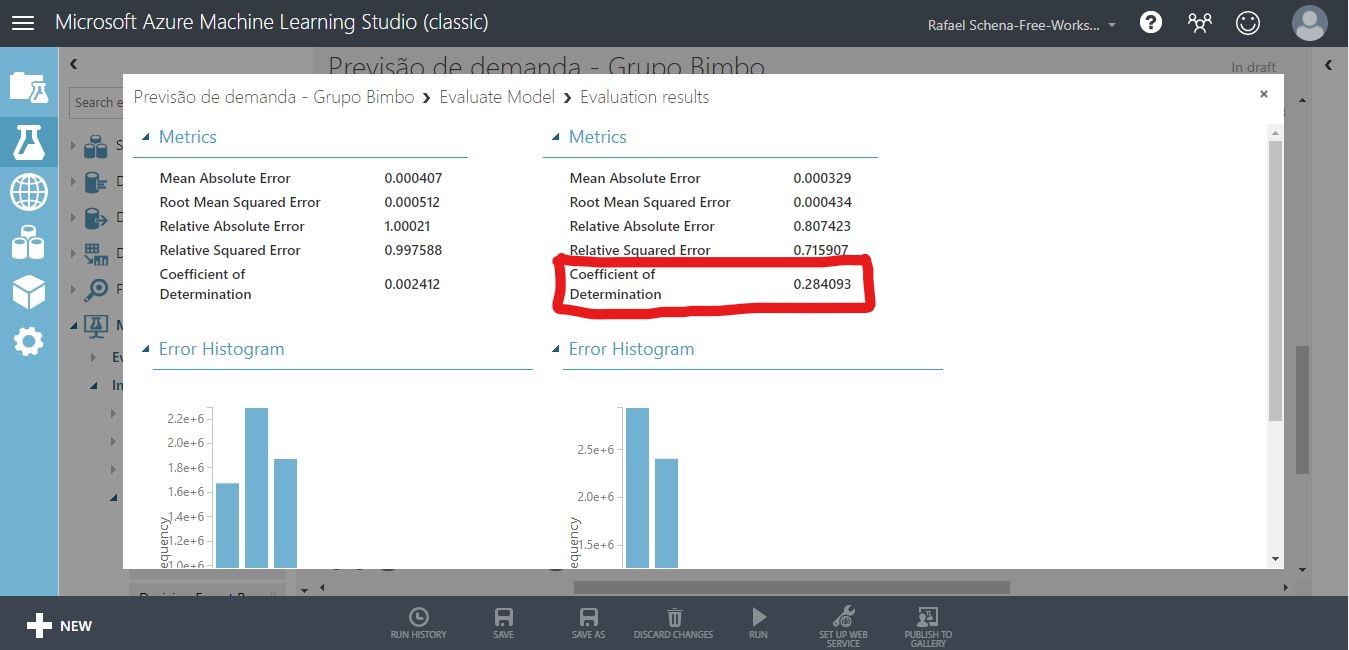 Microsoft Azure Machine Learning Studio (classic)
Rafael Schena-Free-Works...
Previsão de demanda - Grupo Bimbo
In draft
Search e
Previsão de demanda - Grupo Bimbo > Evaluate Model > Evaluation results
×
Metrics
Mean Absolute Error 0.000407
Root Mean Squared Error 0.000512
Relative Absolute Error 1.00021
Relative Squared Error 0.997588
Coefficient of
Determination 0.002412
Metrics
Mean Absolute Error 0.000329
Root Mean Squared Error 0.000434
Relative Absolute Error 0.807423
Relative Squared Error 0.715907
Coefficient of
Determination 0.284093
Error Histogram
2.2e+6
2.0e+6
1.8e+6
1.6e+6
1.4e+6
1.2e+6
1.0e+6
equency
Error Histogram
2.5e+6
2.0e+6
1.5e+6
equency
S
D
D
D
F
M
Ev
In
NEW
RUN HISTORY
SAVE
SAVE AS
DISCARD CHANGES
RUN
SET UP WEB
SERVICE
PUBLISH TO
GALLERY